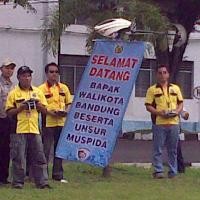 SELAMAT
DATANG
BAPAK
WALIKOTA
BANDUNG
BESERTA
UNSUR
MUSPIDA